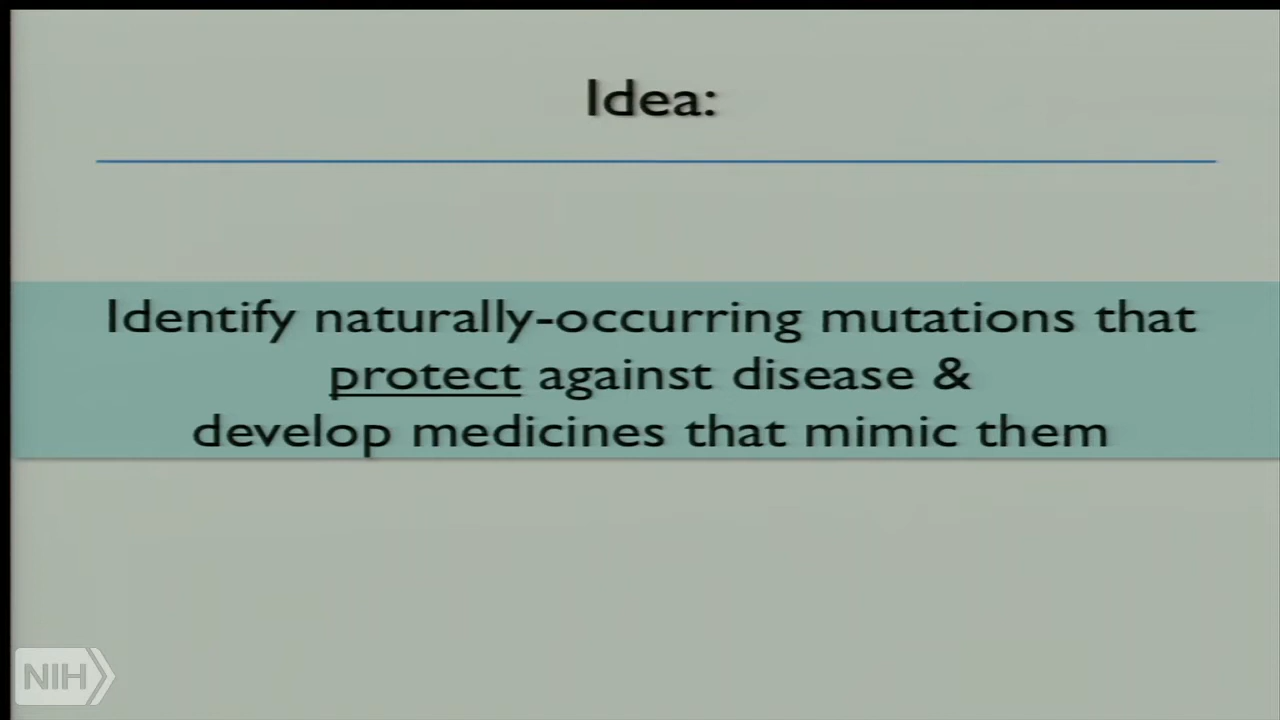 Idea:
Identify naturally-occurring mutations that
protect against disease &
develop medicines that mimic them
NIH